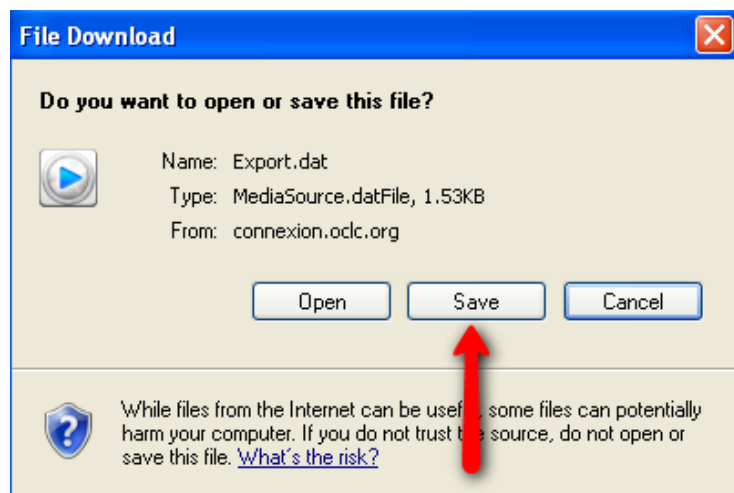 File Download
Do you want to open or save this file?
Name: Export.dat
Type: MediaSource.datFile, 1.53KB
From: connexion.oclc.org
Open Save Cancel
While files from the Internet can be useful, some files can potentially
harm your computer. If you do not trust the source, do not open or
save this file. What's the risk?